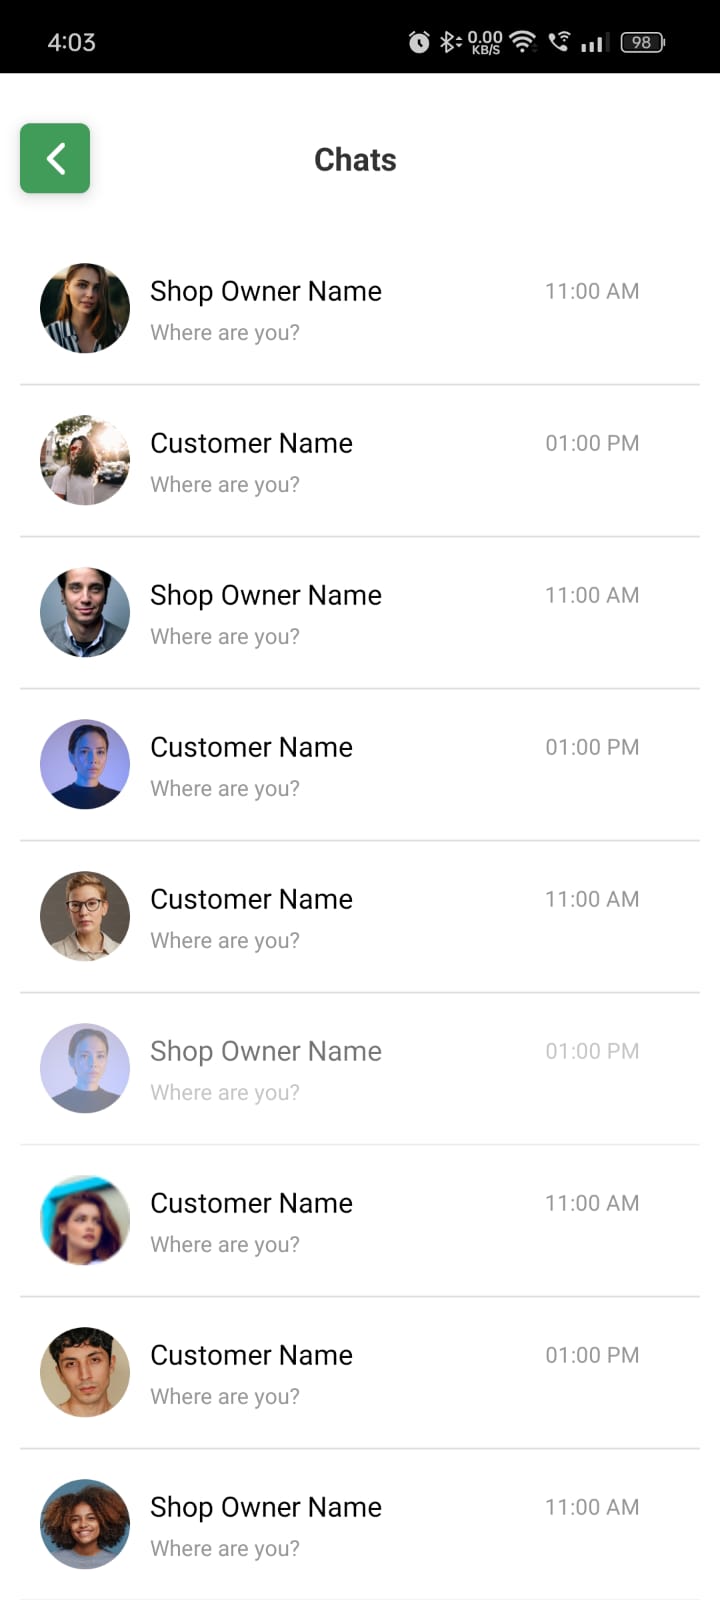 4:03
0.00
KB/S
98
Chats
Shop Owner Name 11:00 AM
Where are you?
Customer Name 01:00 PM
Where are you?
Shop Owner Name 11:00 AM
Where are you?
Customer Name 01:00 PM
Where are you?
Customer Name 11:00 AM
Where are you?
Shop Owner Name 01:00 PM
Where are you?
Customer Name 11:00 AM
Where are you?
Customer Name 01:00 PM
Where are you?
Shop Owner Name 11:00 AM
Where are you?